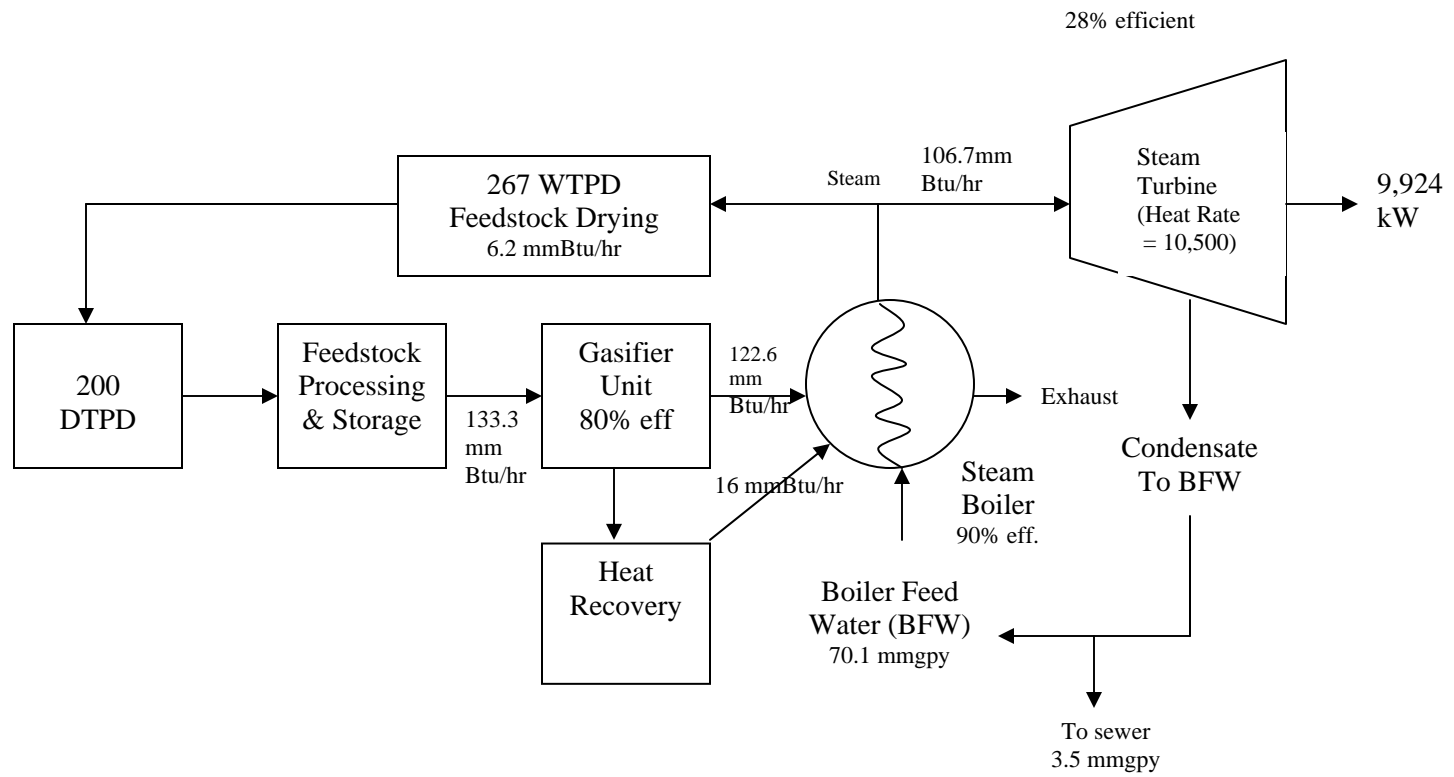 28% efficient
267 WTPD
Feedstock Drying
6.2 mmBtu/hr
Steam
106.7mm
Btu/hr
Steam
Turbine
(Heat Rate
= 10,500)
9,924
kW
200
DTPD
Feedstock
Processing
& Storage
133.3
mm
Btu/hr
Gasifier
Unit
80% eff
122.6
mm
Btu/hr
Exhaust
16 mmBtu/hr
Steam
Boiler
90% eff.
Condensate
To BFW
Heat
Recovery
Boiler Feed
Water (BFW)
70.1 mmgpy
To sewer
3.5 mmgpy